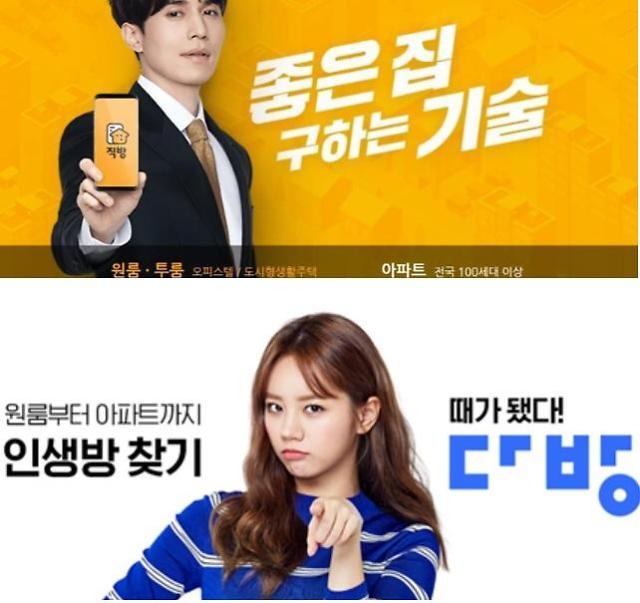 좋은 집
구하는 기술
직방
원룸 · 투룸 오피스텔 / 도시형생활주택
아파트 전국 100세대 이상
원룸부터 아파트까지
인생방 찾기
때가 됐다!
다방